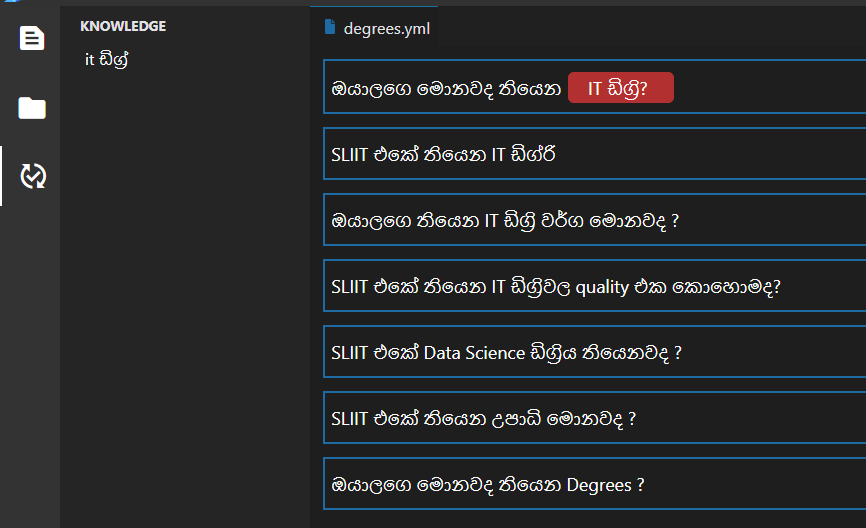 KNOWLEDGE
it ඩිග්‍රී
degrees.yml
ඔයාලගෙ මොනවද තියෙන IT ඩිග්‍රි?
SLIIT එකේ තියෙන IT ඩිග්රි
ඔයාලගෙ තියෙන IT ඩිග්‍රි වර්ග මොනවද ?
SLIIT එකේ තියෙන IT ඩිග්‍රිවල quality එක කොහොමද?
SLIIT එකේ Data Science ඩිග්‍රිය තියෙනවද ?
SLIIT එකේ තියෙන උපාධි මොනවද ?
ඔයාලගෙ මොනවද තියෙන Degrees ?